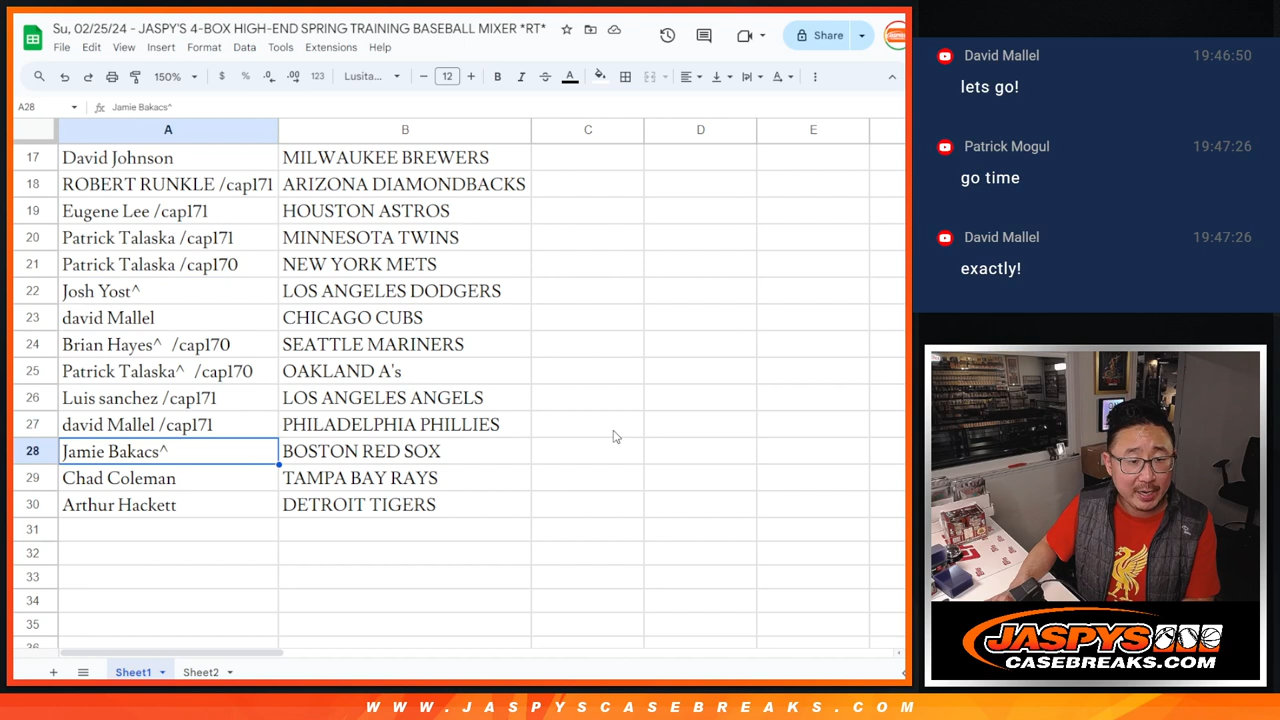 Su, 02/25/24 - JASPY'S 4-BOX HIGH-END SPRING TRAINING BASEBALL MIXER *RT*
File Edit View Insert Format Data Tools Extensions Help
Share
150% $ % .0 .00 123 Lusita... 12 B I S A
A28 fx Jamie Bakacs^
A B C D E
17 David Johnson MILWAUKEE BREWERS
18 ROBERT RUNKLE /cap171 ARIZONA DIAMONDBACKS
19 Eugene Lee /cap171 HOUSTON ASTROS
20 Patrick Talaska /cap171 MINNESOTA TWINS
21 Patrick Talaska /cap170 NEW YORK METS
22 Josh Yost^ LOS ANGELES DODGERS
23 david Mallel CHICAGO CUBS
24 Brian Hayes^ /cap170 SEATTLE MARINERS
25 Patrick Talaska^ /cap170 OAKLAND A's
26 Luis sanchez /cap171 LOS ANGELES ANGELS
27 david Mallel /cap171 PHILADELPHIA PHILLIES
28 Jamie Bakacs^ BOSTON RED SOX
29 Chad Coleman TAMPA BAY RAYS
30 Arthur Hackett DETROIT TIGERS
31
32
33
34
35
36
Sheet1 Sheet2
David Mallel 19:46:50
lets go!
Patrick Mogul 19:47:26
go time
David Mallel 19:47:26
exactly!
JASPYS
CASEBREAKS.COM
WWW.JASPYSCASEBREAKS.COM